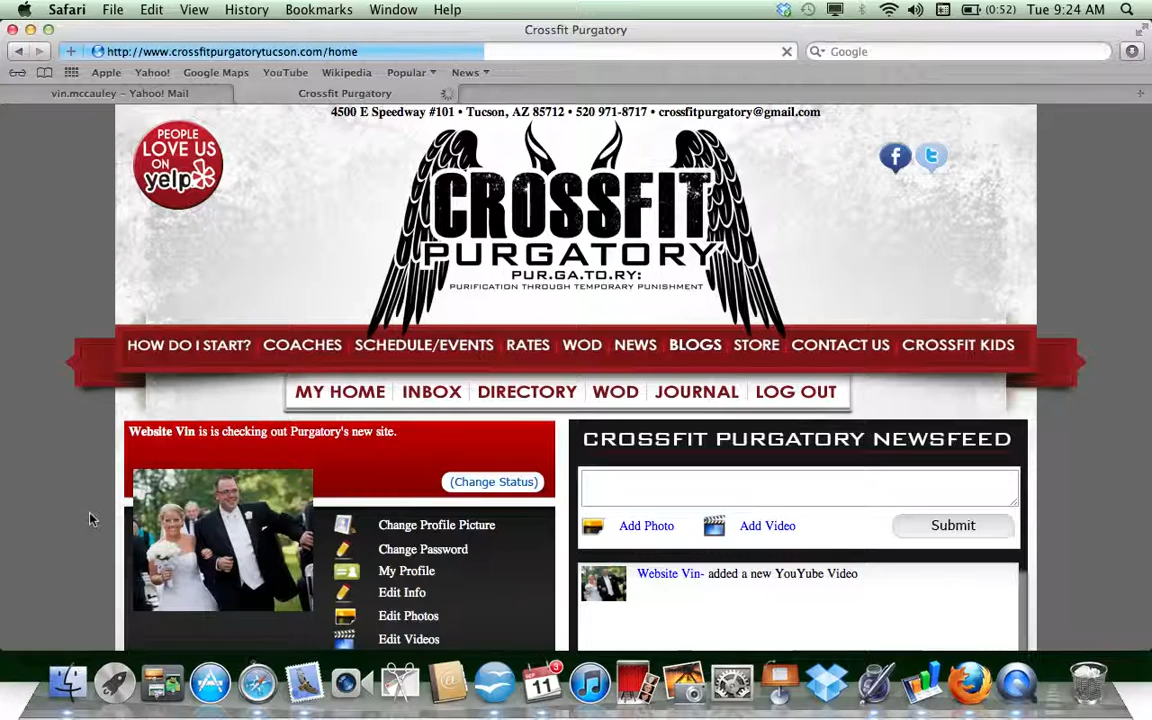 Safari File Edit View History Bookmarks Window Help (0:52) Tue 9:24 AM
Crossfit Purgatory
http://www.crossfitpurgatorytucson.com/home
Google
Apple Yahoo! Google Maps YouTube Wikipedia Popular News
vin.mccauley – Yahoo! Mail
Crossfit Purgatory
4500 E Speedway #101 • Tucson, AZ 85712 • 520 971-8717 • crossfitpurgatory@gmail.com
PEOPLE
LOVE US
ON
yelp
f t
CROSSFIT
PURGATORY
PUR.GA.TO.RY:
PURIFICATION THROUGH TEMPORARY PUNISHMENT
HOW DO I START? COACHES SCHEDULE/EVENTS RATES WOD NEWS BLOGS STORE CONTACT US CROSSFIT KIDS
MY HOME INBOX DIRECTORY WOD JOURNAL LOG OUT
Website Vin is is checking out Purgatory's new site.
(Change Status)
Change Profile Picture
Change Password
My Profile
Edit Info
Edit Photos
Edit Videos
CROSSFIT PURGATORY NEWSFEED
Add Photo Add Video Submit
Website Vin- added a new YouYube Video
3
SEP
11